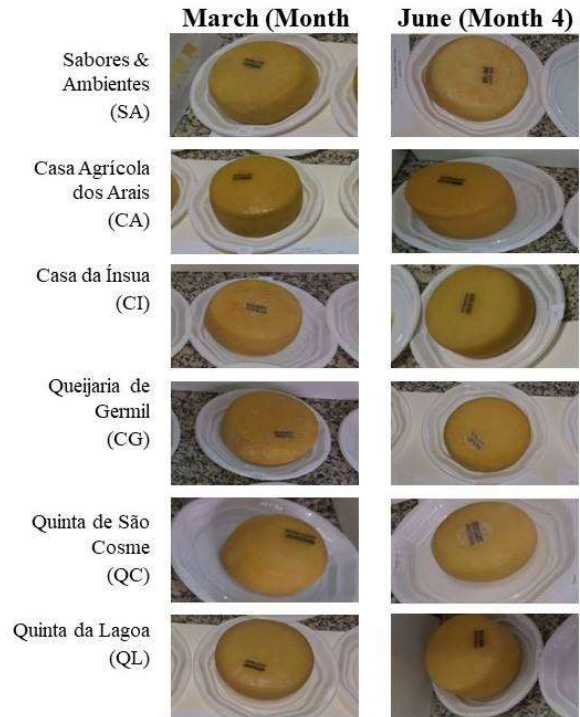 March (Month
June (Month 4)
Sabores &
Ambientes
(SA)
Casa Agrícola
dos Arais
(CA)
Casa da Ínsua
(CI)
Queijaria de
Germil
(CG)
Quinta de São
Cosme
(QC)
Quinta da Lagoa
(QL)